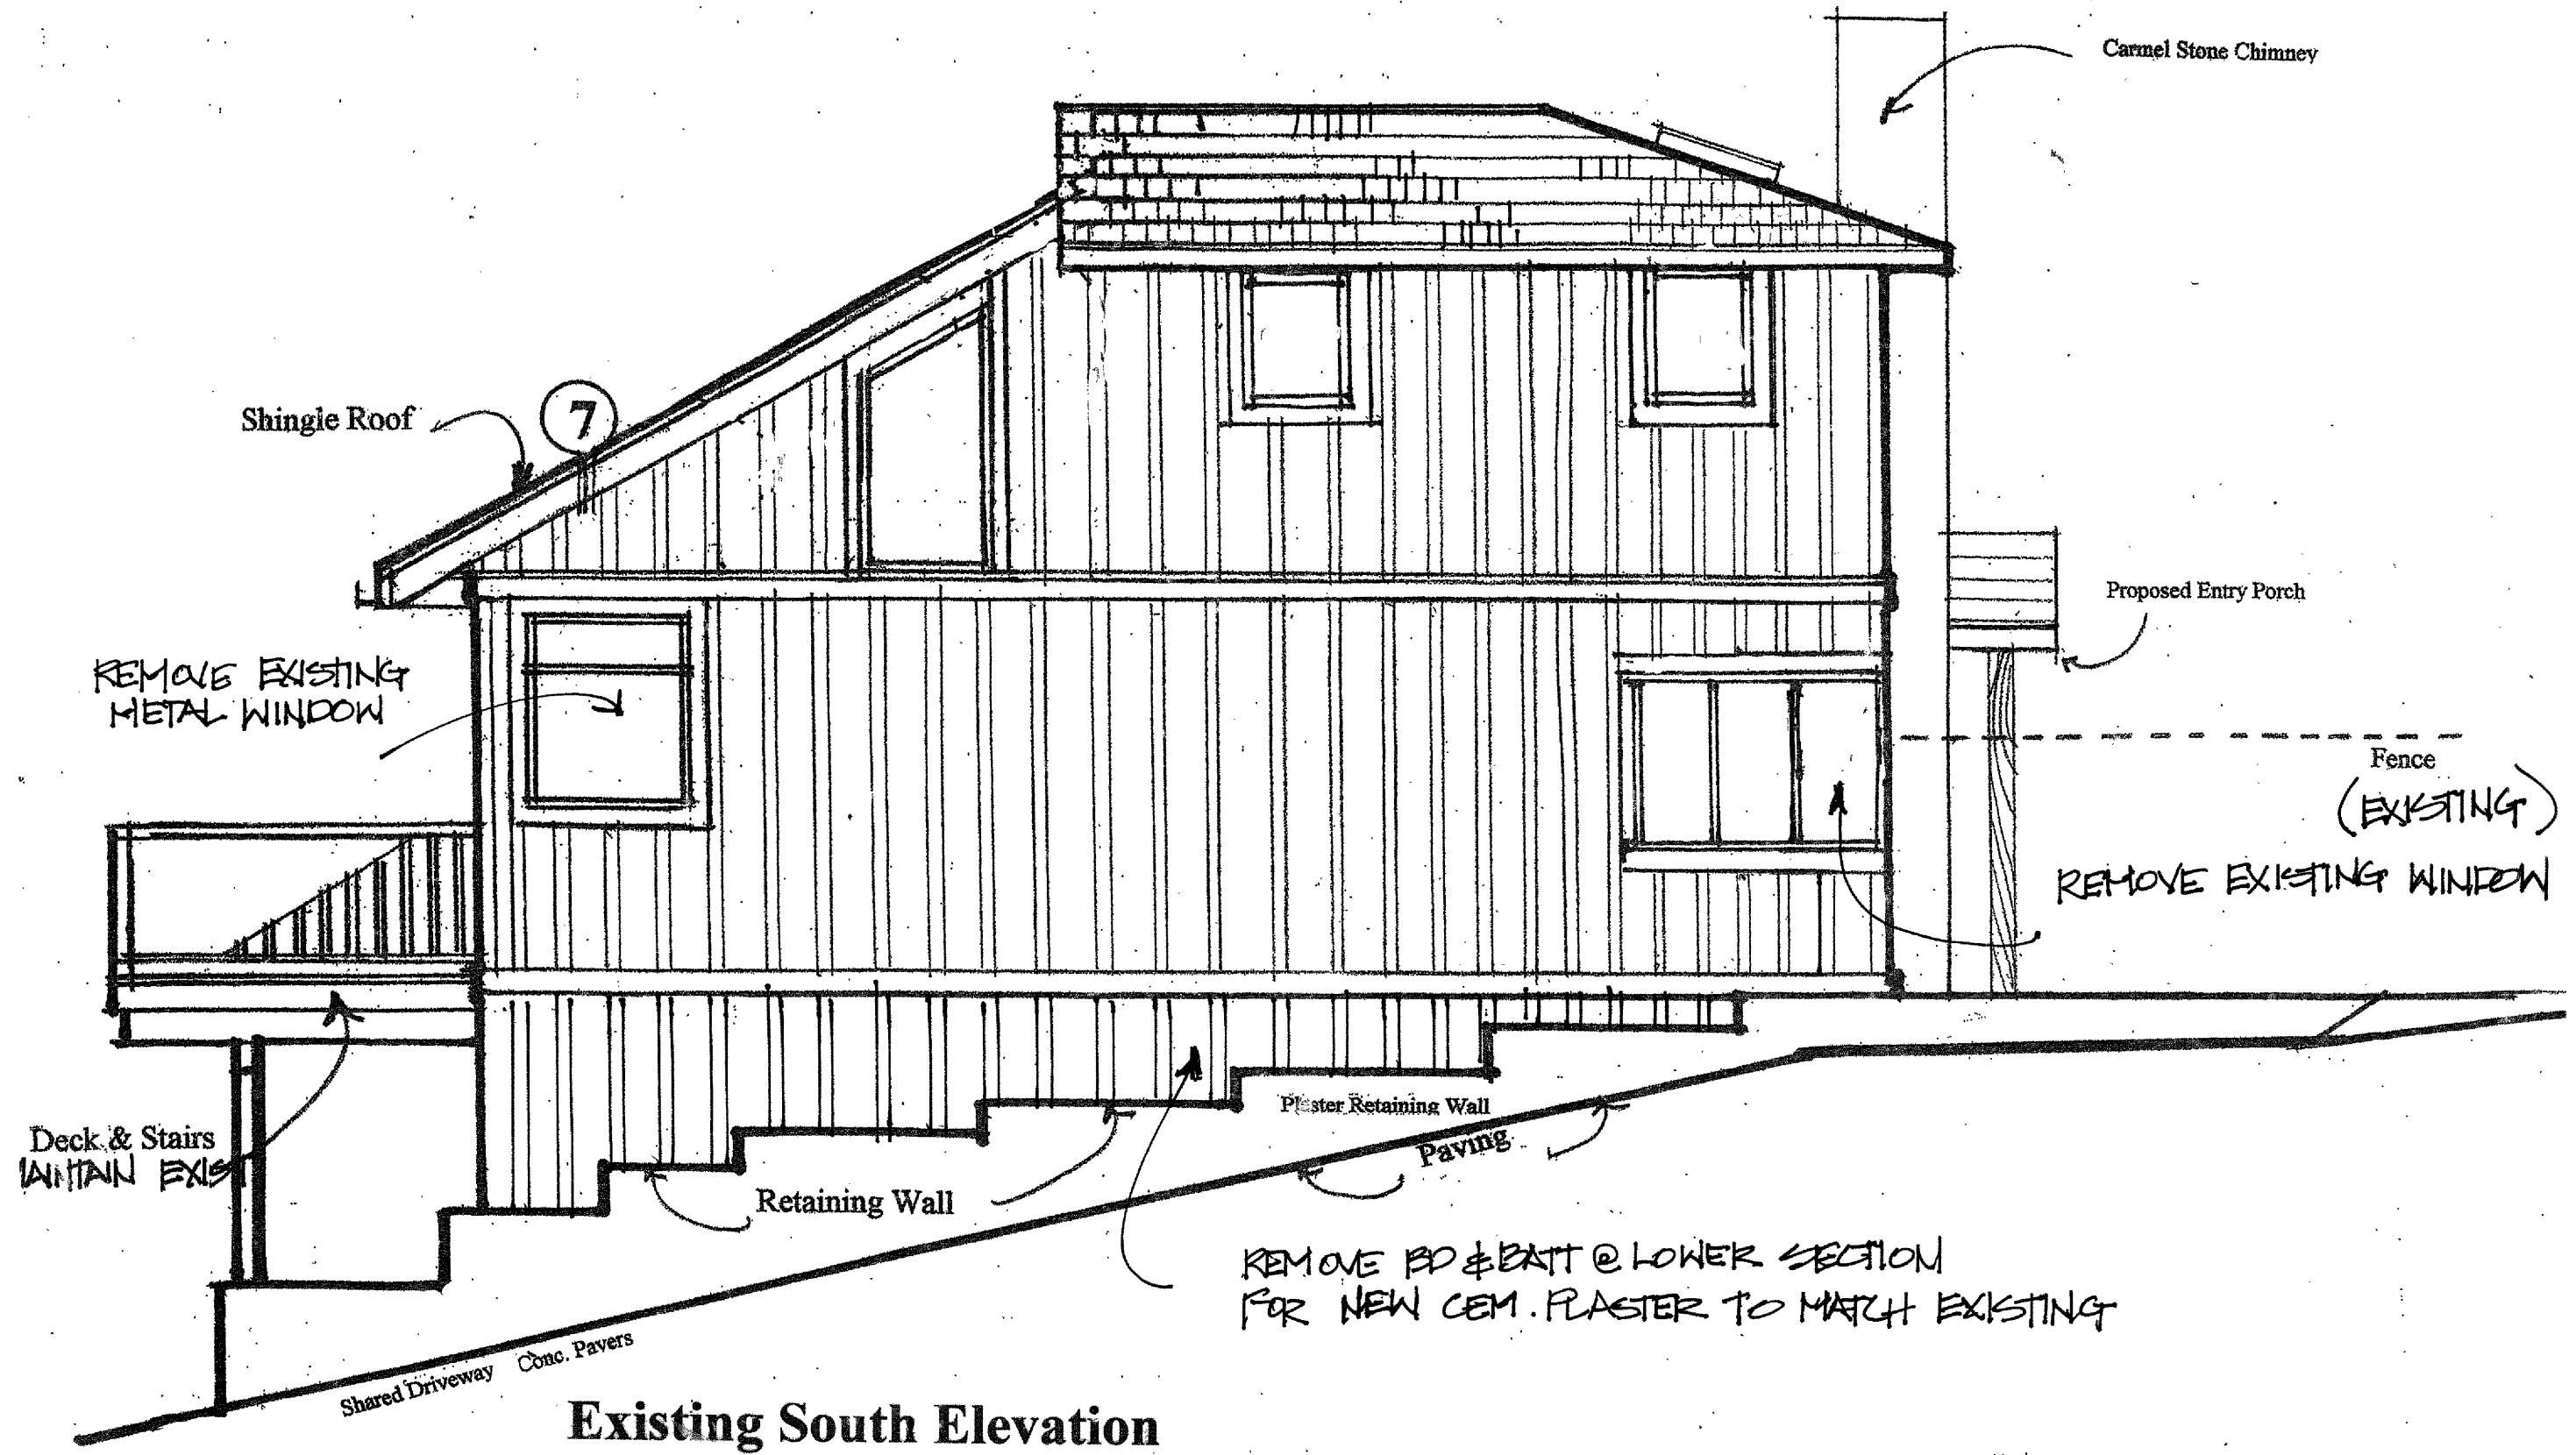 Carmel Stone Chimney
Shingle Roof
7
Proposed Entry Porch
REMOVE EXISTING
METAL WINDOW
Fence
(EXISTING)
REMOVE EXISTING WINDOW
Deck & Stairs
AINTAIN EXIST
Plaster Retaining Wall
Paving
Retaining Wall
REMOVE BD & BATT @ LOWER SECTION
FOR NEW CEM. PLASTER TO MATCH EXISTING
Shared Driveway Conc. Pavers
Existing South Elevation